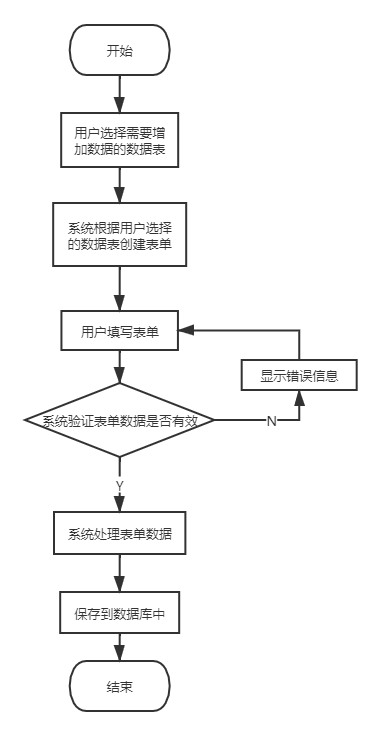 开始
用户选择需要增
加数据的数据表
系统根据用户选择
的数据表创建表单
用户填写表单
显示错误信息
系统验证表单数据是否有效
N
Y
系统处理表单数据
保存到数据库中
结束